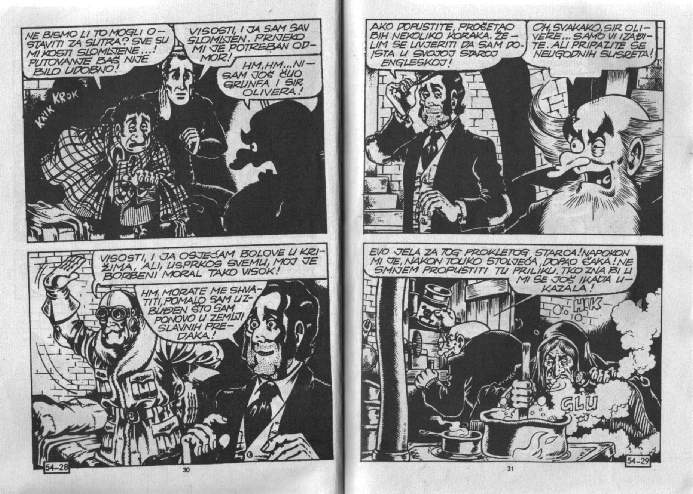 NE BISMO LI TO MOGLI O-
STAVITI ZA SUTRA? SVE SU
MI KOSTI SLOMLJENE...!
PUTOVANJE BAŠ NIJE
BILO UDOBNO!
VISOSTI, I JA SAM SAV
SLOMLJEN. PRIJEKO
MI JE POTREBAN OD-
MOR!
HM, HM... NI-
SAM JOŠ ČUO
GRUNFA I SIR
OLIVERA!
KRIK KROK
VISOSTI, I JA OSJEĆAM BOLOVE U KRI-
ŽIMA. ALI, USPRKOS SVEMU, MOJ JE
BORBENI MORAL TAKO VISOK!
HM, MORATE ME SHVA-
TITI, POMALO SAM UZ-
BUĐEN ŠTO SAM
PONOVO U ZEMLJI
SLAVNIH PRE-
DAKA!
54-28
30
AKO DOPUSTITE, PROŠETAO
BIH NEKOLIKO KORAKA. ŽE-
LIM SE UVJERITI DA SAM DO-
ISTA U SVOJOJ STAROJ
ENGLESKOJ!
OH, SVAKAKO, SIR OLI-
VERE... SAMO VI IZAĐI-
TE. ALI PRIPAZITE SE
NEUGODNIH SUSRETA!
EVO JELA ZA TOG PROKLETOG STARCA! NAPOKON
MI JE, NAKON TOLIKO STOLJEĆA, DOPAO ŠAKA! NE
SMIJEM PROPUSTITI TU PRILIKU, TKO ZNA BI LI
MI SE JOŠ IKADA U-
KAZALA!
GLU
31
54-29